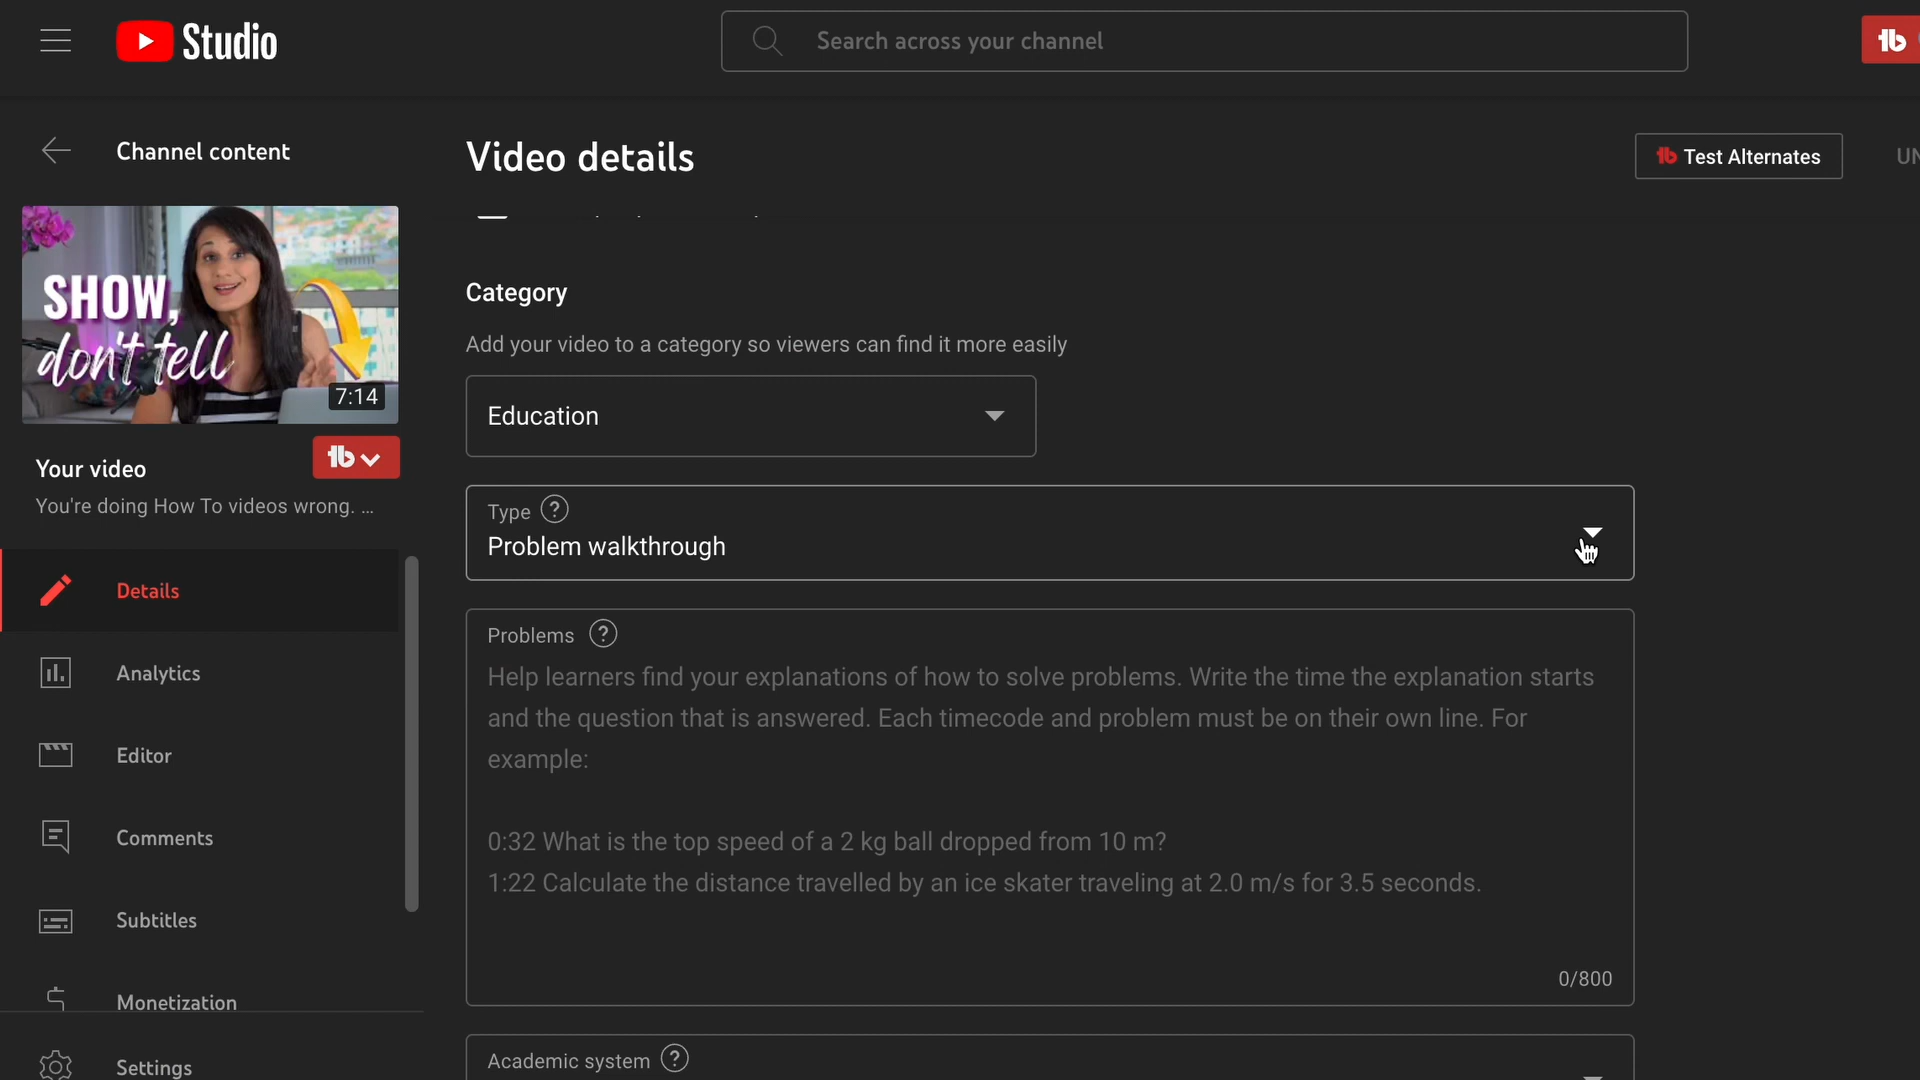 Studio
Search across your channel
Channel content
Video details
Test Alternates
SHOW,
don't tell
7:14
Category
Add your video to a category so viewers can find it more easily
Education
Your video
You're doing How To videos wrong. ...
Type
Problem walkthrough
Details
Problems
Help learners find your explanations of how to solve problems. Write the time the explanation starts
and the question that is answered. Each timecode and problem must be on their own line. For
example:
0:32 What is the top speed of a 2 kg ball dropped from 10 m?
1:22 Calculate the distance travelled by an ice skater traveling at 2.0 m/s for 3.5 seconds.
Analytics
Editor
Comments
Subtitles
0/800
Monetization
Academic system
Settings